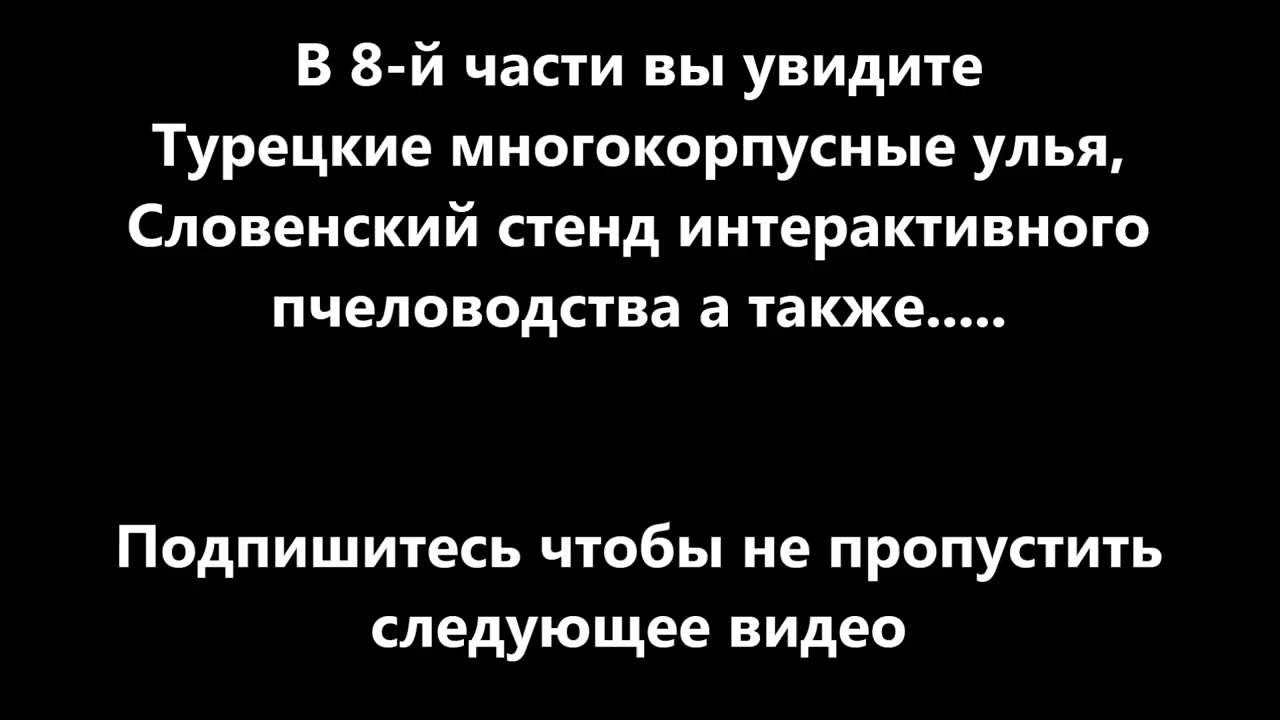 В 8-й части вы увидите
Турецкие многокорпусные улья,
Словенский стенд интерактивного
пчеловодства а также.....
Подпишитесь чтобы не пропустить
следующее видео